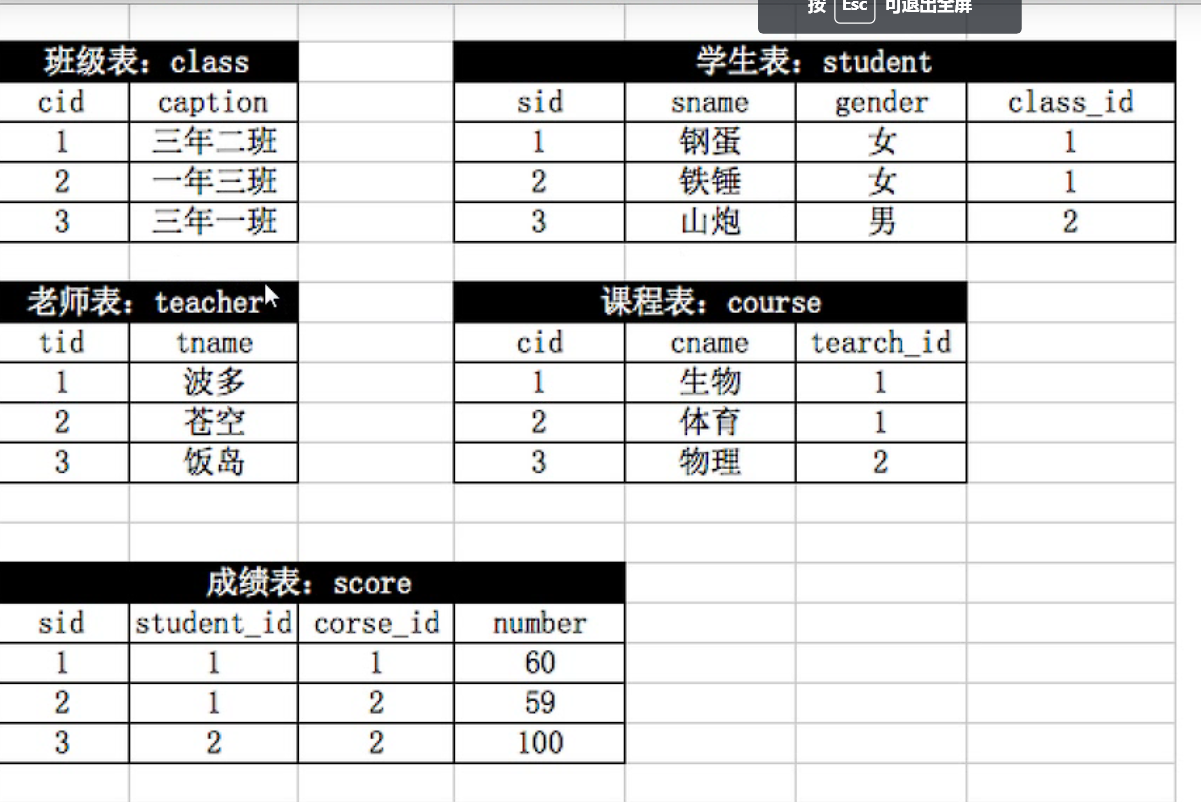 按 Esc 可退出全屏
班级表：class 学生表：student
cid caption sid sname gender class_id
1 三年二班 1 钢蛋 女 1
2 一年三班 2 铁锤 女 1
3 三年一班 3 山炮 男 2
老师表：teacher 课程表：course
tid tname cid cname tearch_id
1 波多 1 生物 1
2 苍空 2 体育 1
3 饭岛 3 物理 2
成绩表：score
sid student_id corse_id number
1 1 1 60
2 1 2 59
3 2 2 100